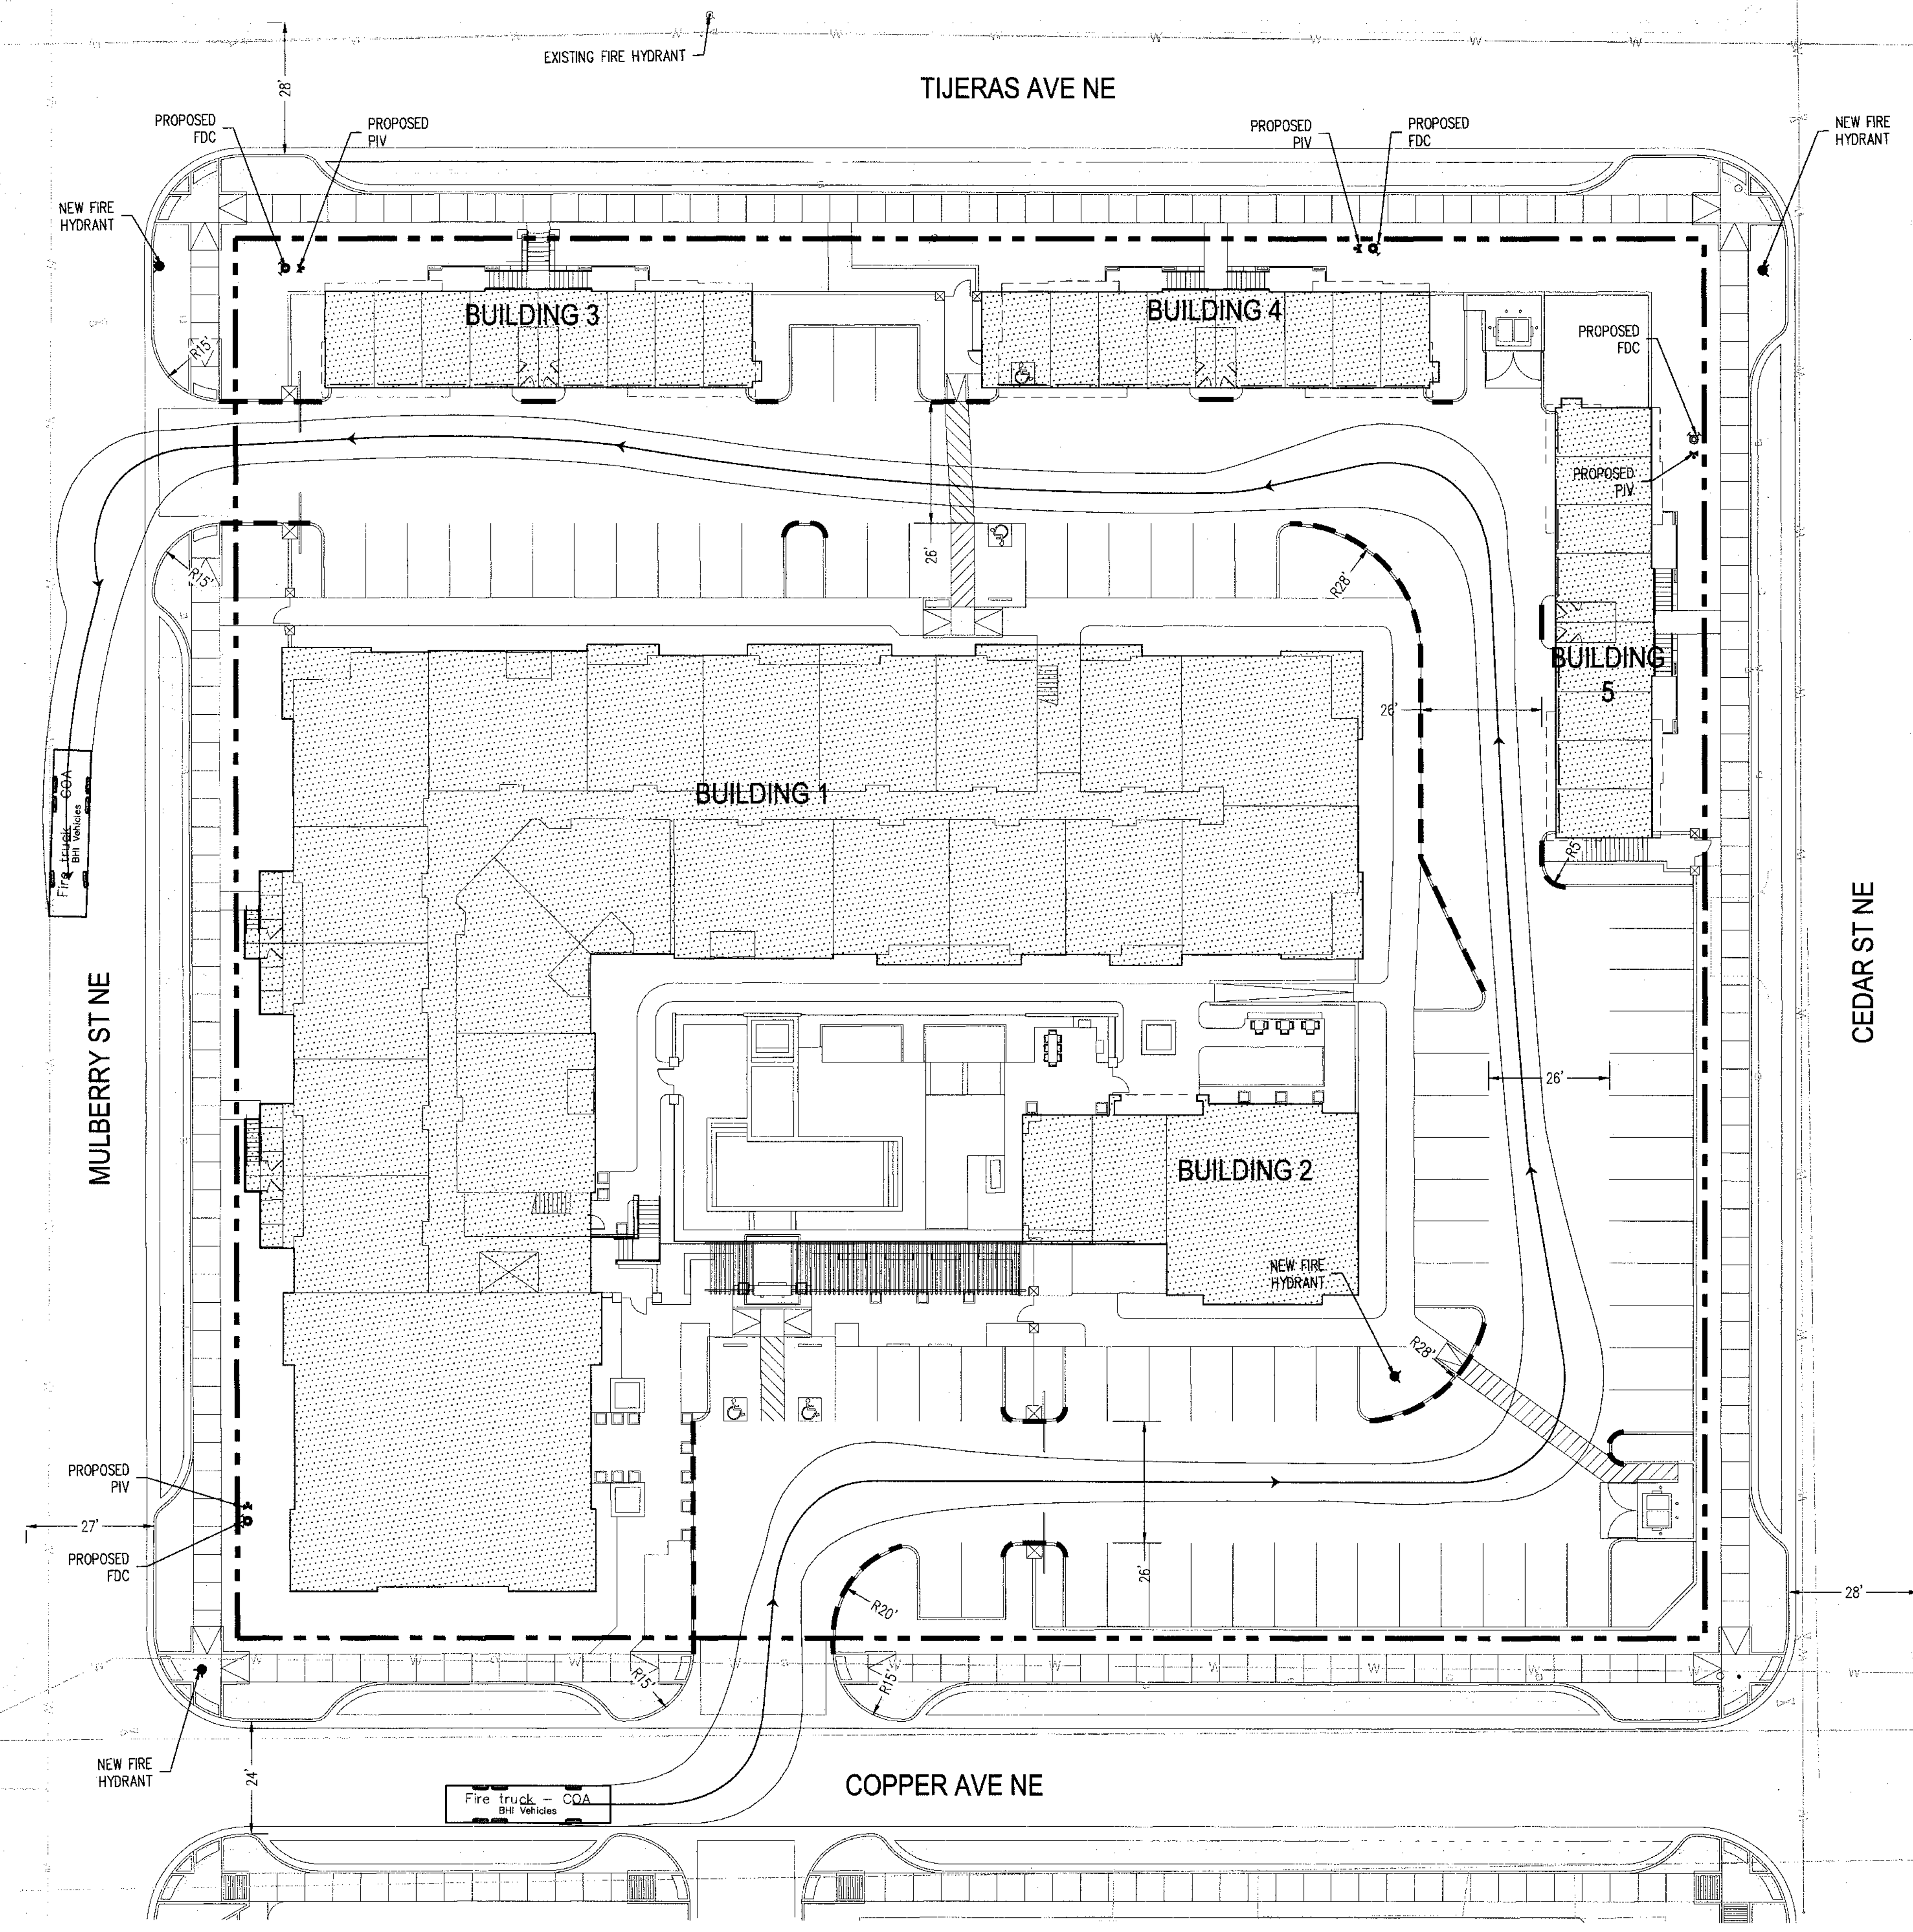 EXISTING FIRE HYDRANT
TIJERAS AVE NE
28'
PROPOSED
FDC
PROPOSED
PIV
PROPOSED
PIV
PROPOSED
FDC
NEW FIRE
HYDRANT
NEW FIRE
HYDRANT
BUILDING 3
BUILDING 4
PROPOSED
FDC
R15'
PROPOSED
PIV
26'
R15'
R28'
BUILDING
5
26'
BUILDING 1
Fire truck - COA
BHI Vehicles
R5'
CEDAR ST NE
MULBERRY ST NE
26'
BUILDING 2
NEW FIRE
HYDRANT
R28'
PROPOSED
PIV
27'
PROPOSED
FDC
26'
R20'
28'
W
W
W
W
W
W
W
W
R15'
R15'
NEW FIRE
HYDRANT
24'
COPPER AVE NE
Fire truck - COA
BHI Vehicles